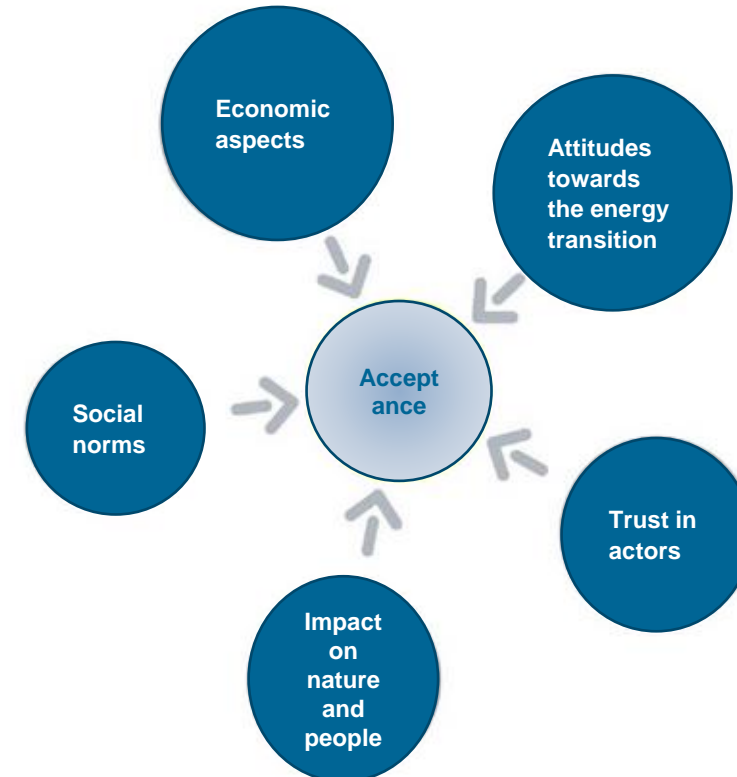 Economic
aspects
Attitudes
towards
the energy
transition
Accept
ance
Social
norms
Trust in
actors
Impact
on
nature
and
people